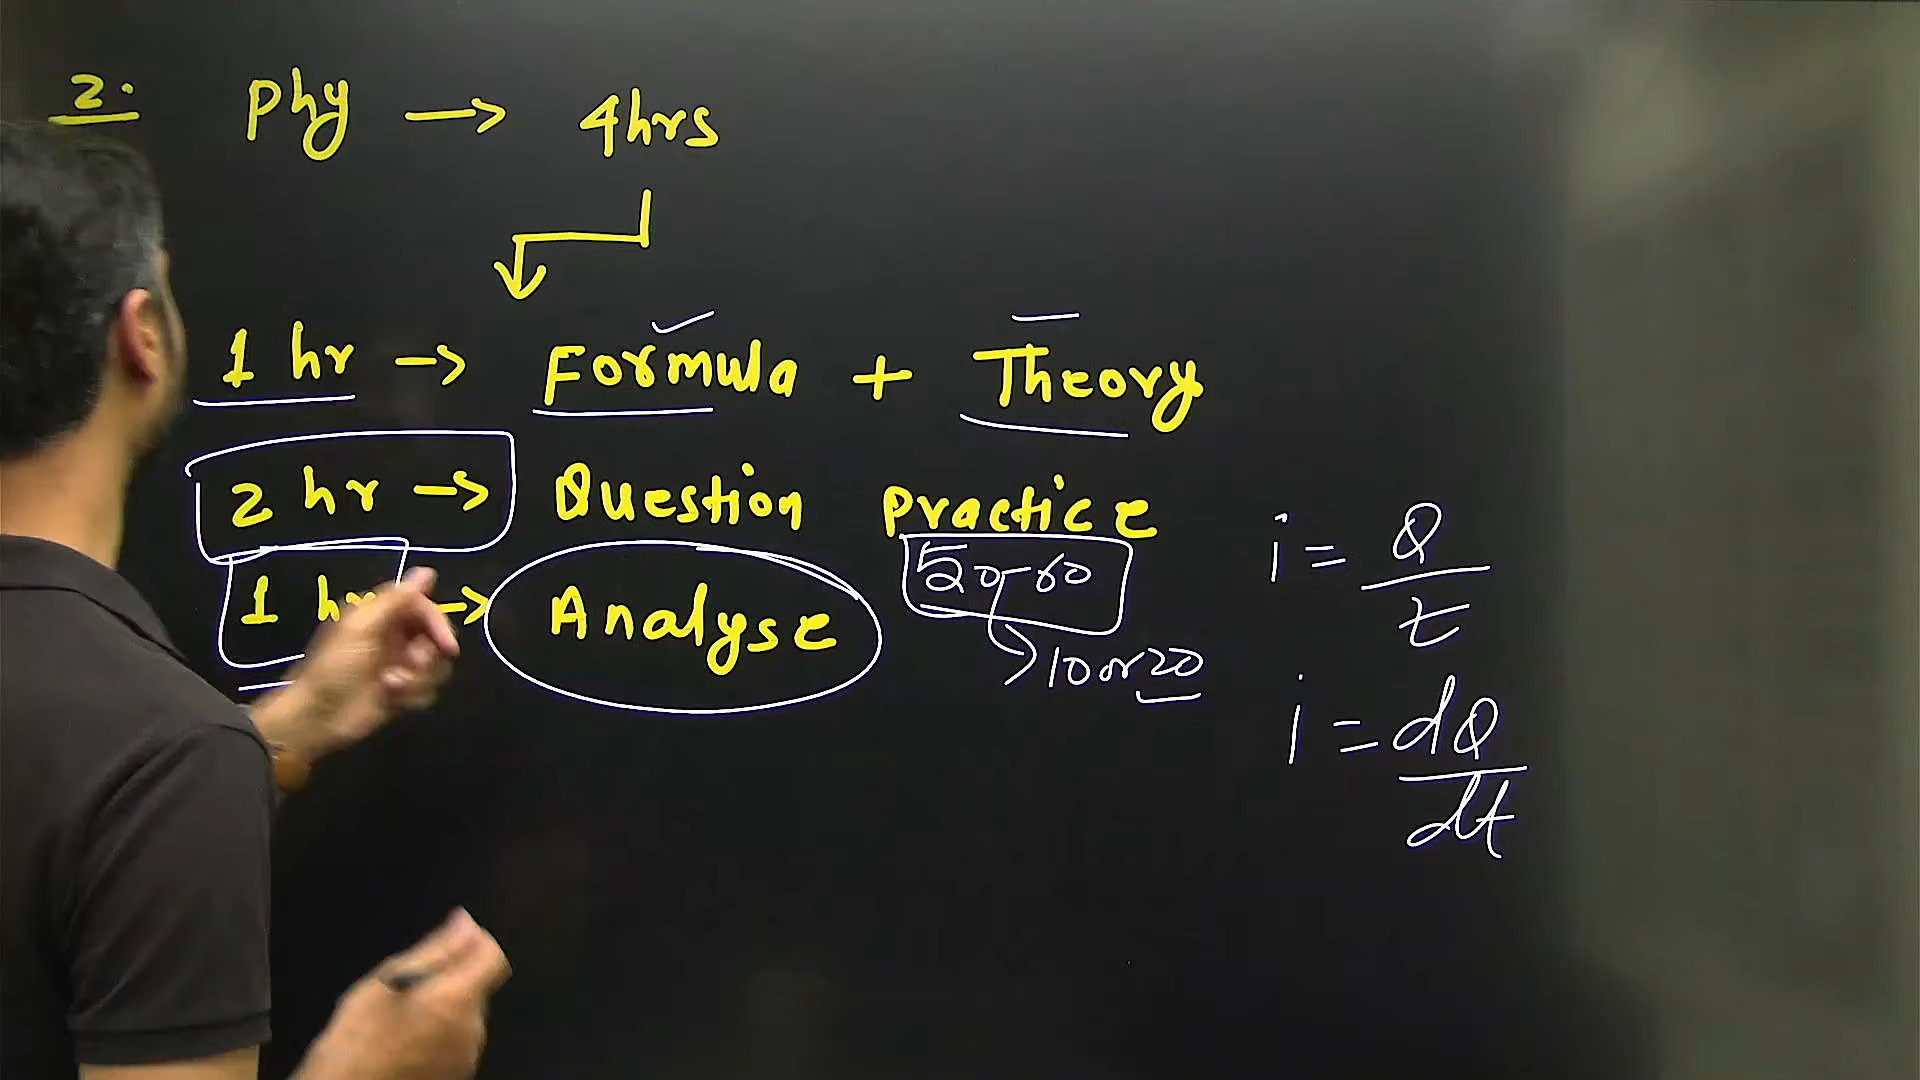 2. Phy → 4hrs
1 hr → Formula + Theory
2 hr → Question Practice
50-60
1 hr → Analyse
10 or 20
i = Q/t
i = dQ/dt